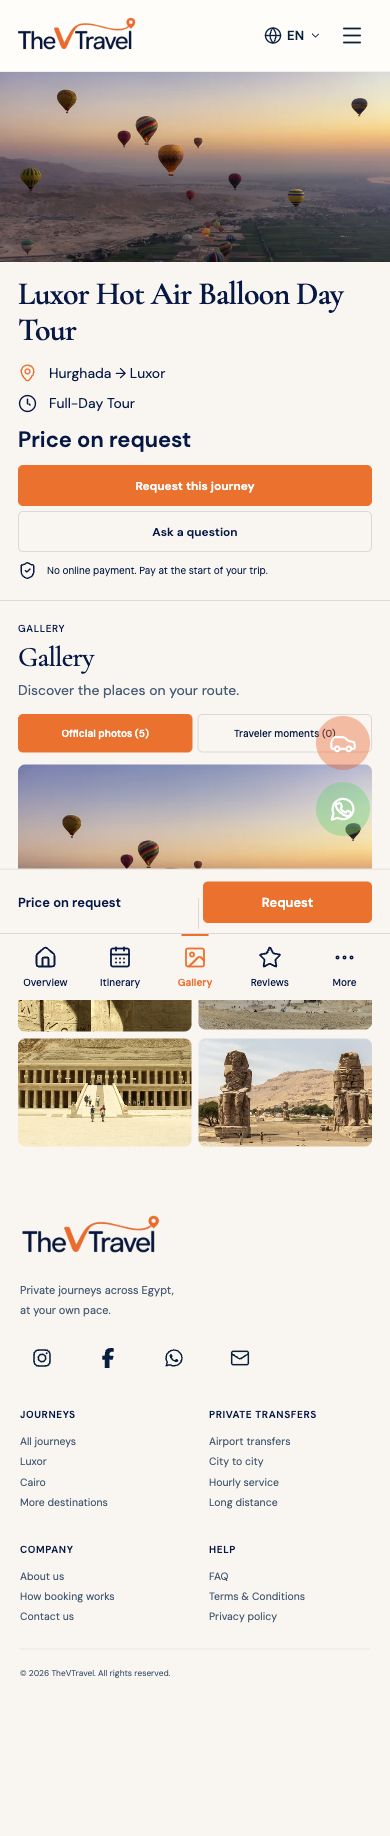 TheVTravel
EN
Luxor Hot Air Balloon Day
Tour
Hurghada → Luxor
Full-Day Tour
Price on request
Request this journey
Ask a question
No online payment. Pay at the start of your trip.
GALLERY
Gallery
Discover the places on your route.
Official photos (5)
Traveler moments (0)
Price on request
Request
Overview
Itinerary
Gallery
Reviews
More
TheVTravel
Private journeys across Egypt,
at your own pace.
JOURNEYS
All journeys
Luxor
Cairo
More destinations
PRIVATE TRANSFERS
Airport transfers
City to city
Hourly service
Long distance
COMPANY
About us
How booking works
Contact us
HELP
FAQ
Terms & Conditions
Privacy policy
© 2026 TheVTravel. All rights reserved.